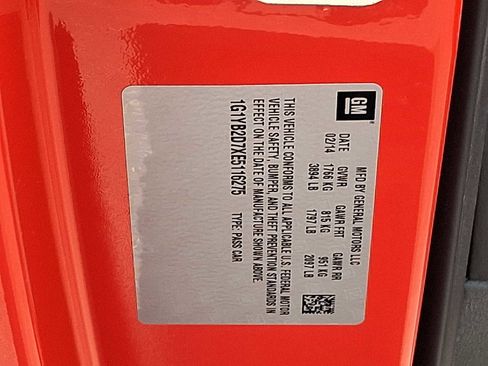 GM
MFD BY GENERAL MOTORS LLC
DATE GVWR GAWR FRT GAWR RR
02/14 1766 KG 815 KG 951 KG
3894 LB 1797 LB 2097 LB
THIS VEHICLE CONFORMS TO ALL APPLICABLE U.S. FEDERAL MOTOR
VEHICLE SAFETY, BUMPER, AND THEFT PREVENTION STANDARDS IN
EFFECT ON THE DATE OF MANUFACTURE SHOWN ABOVE.
1G1YB2D7XE5116275 TYPE: PASS CAR